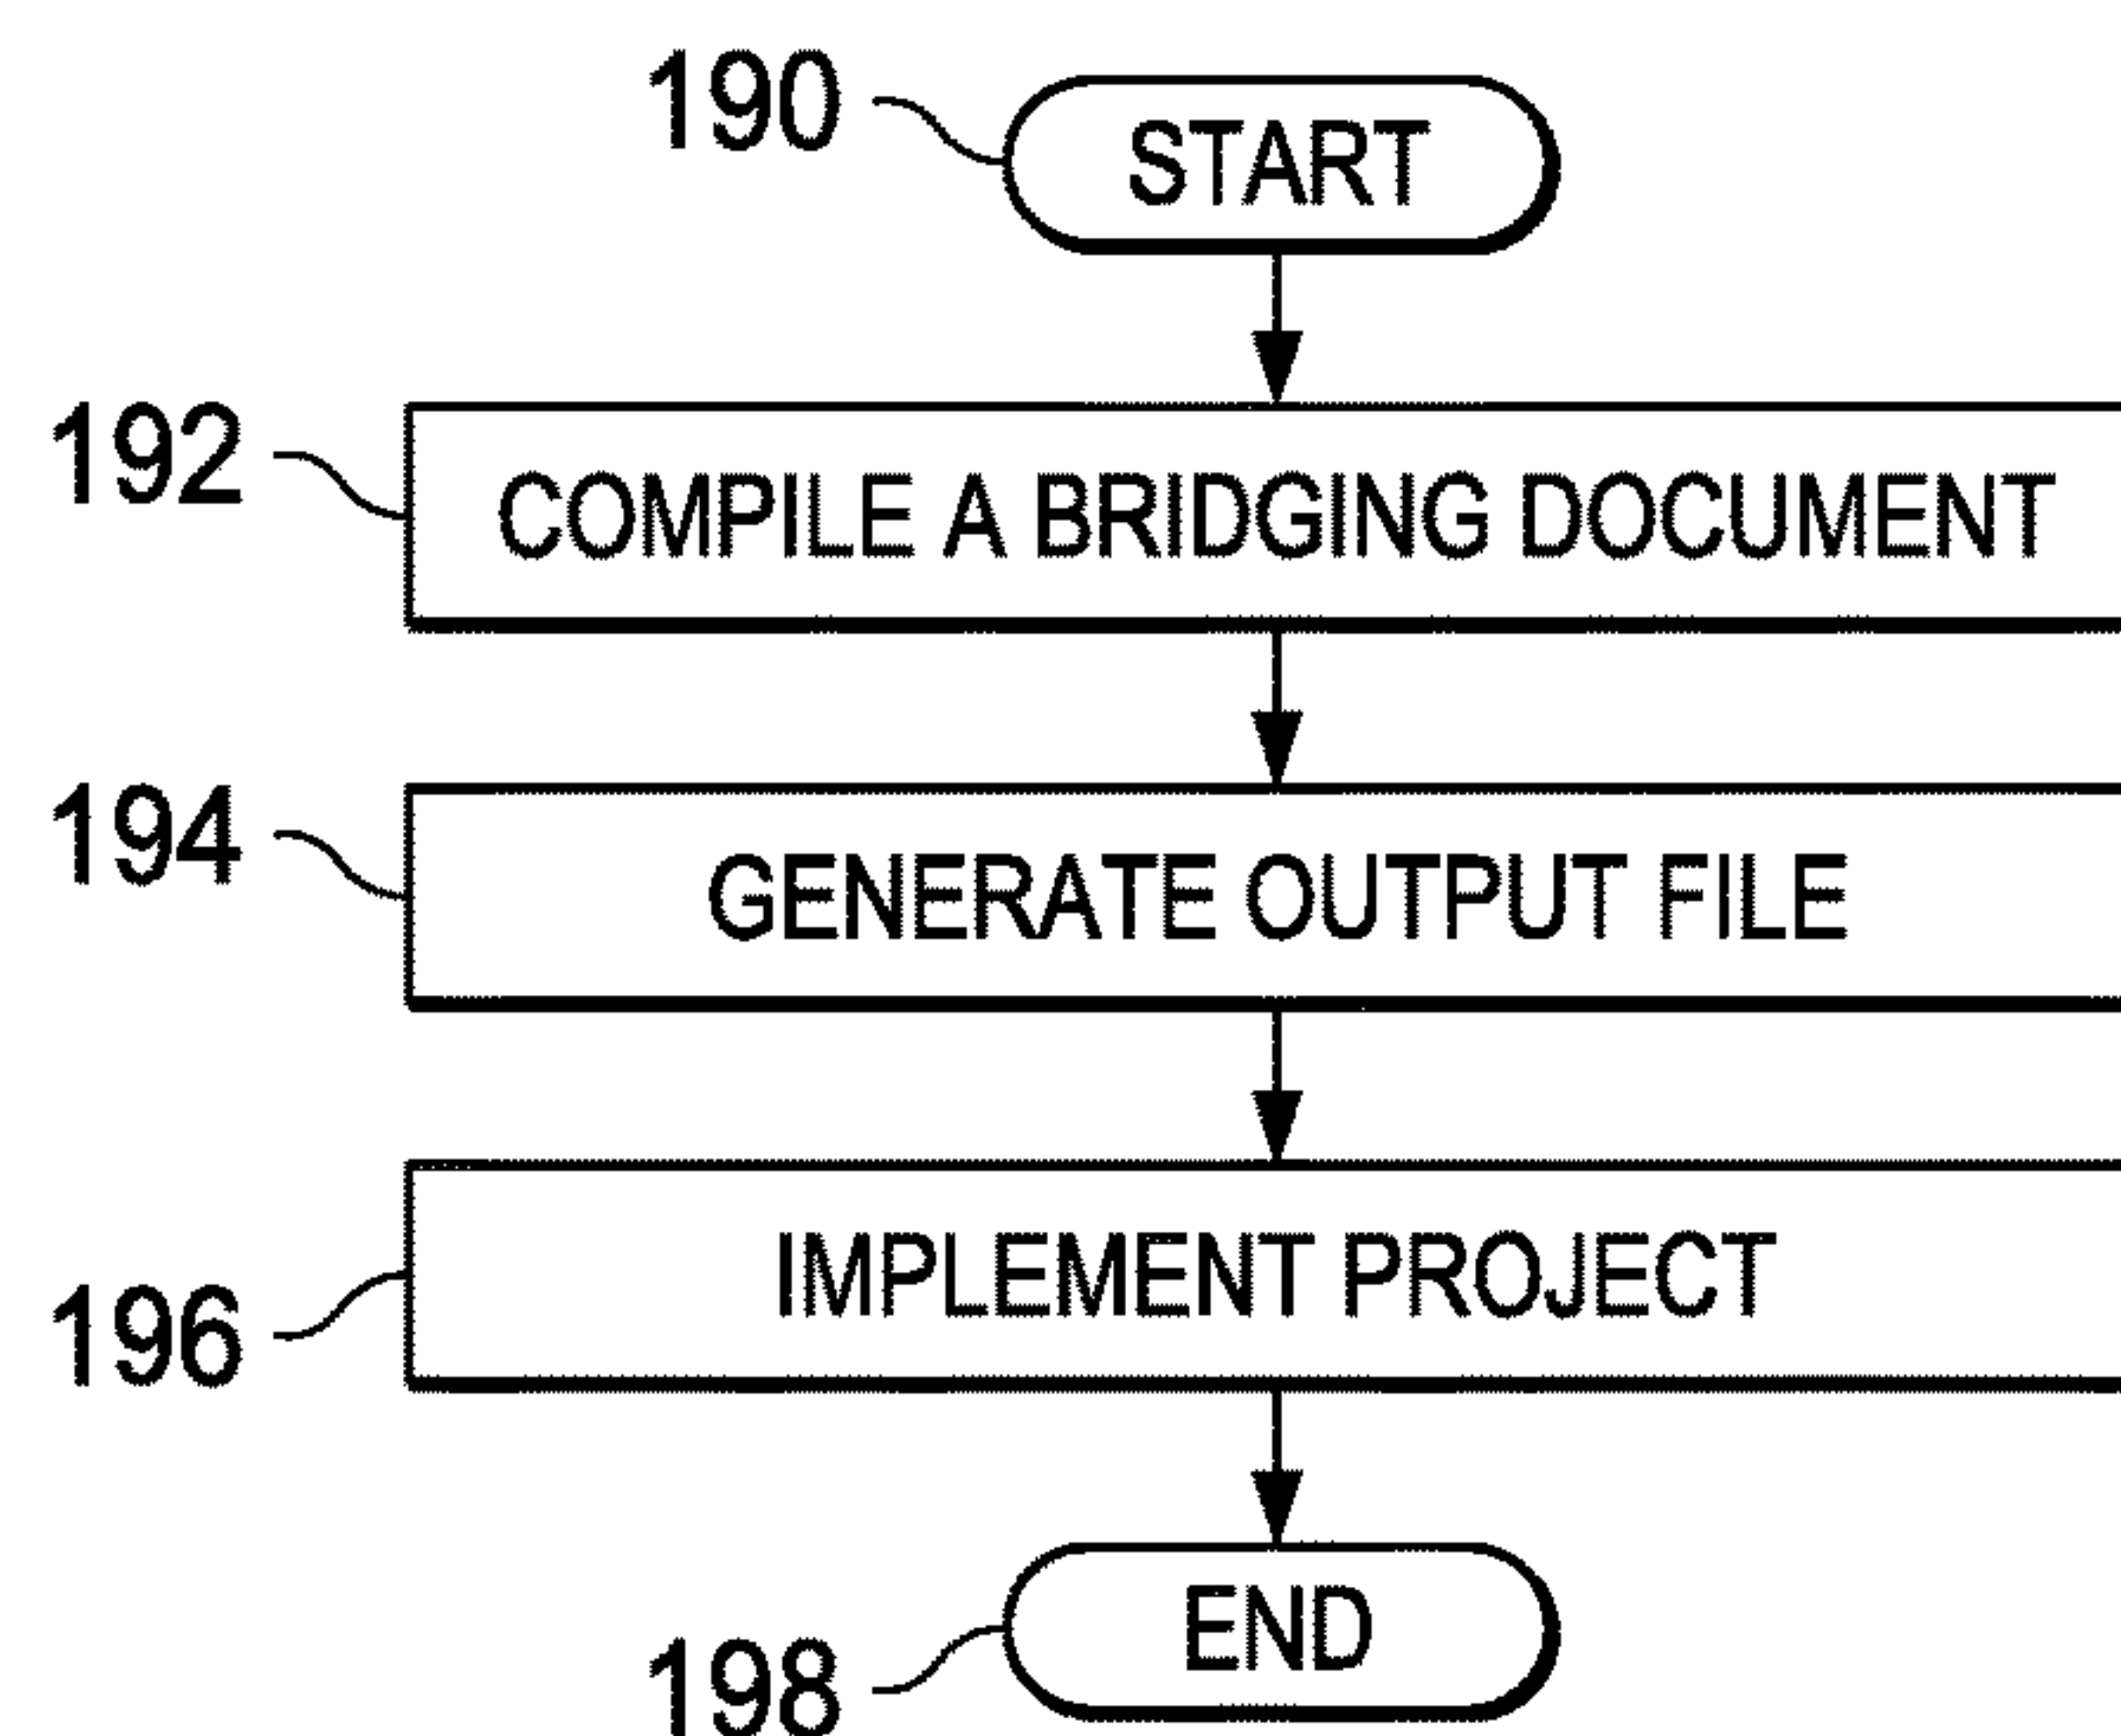 190
START
192
COMPILE A BRIDGING DOCUMENT
194
GENERATE OUTPUT FILE
196
IMPLEMENT PROJECT
198
END